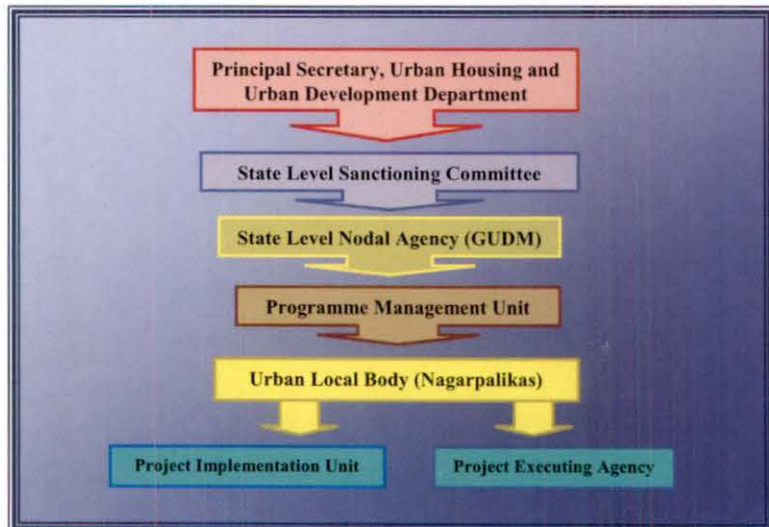 Principal Secretary, Urban Housing and
Urban Development Department
State Level Sanctioning Committee
State Level Nodal Agency (GUDM)
Programme Management Unit
Urban Local Body (Nagarpalikas)
Project Implementation Unit
Project Executing Agency